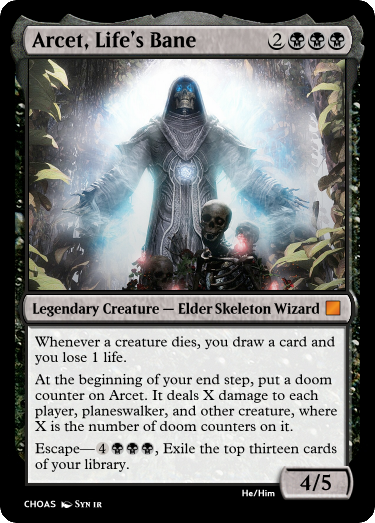 Arcet, Life's Bane 2
Legendary Creature — Elder Skeleton Wizard
Whenever a creature dies, you draw a card and
you lose 1 life.
At the beginning of your end step, put a doom
counter on Arcet. It deals X damage to each
player, planeswalker, and other creature, where
X is the number of doom counters on it.
Escape—4, Exile the top thirteen cards
of your library.
He/Him
4/5
CHOAS SYN IR